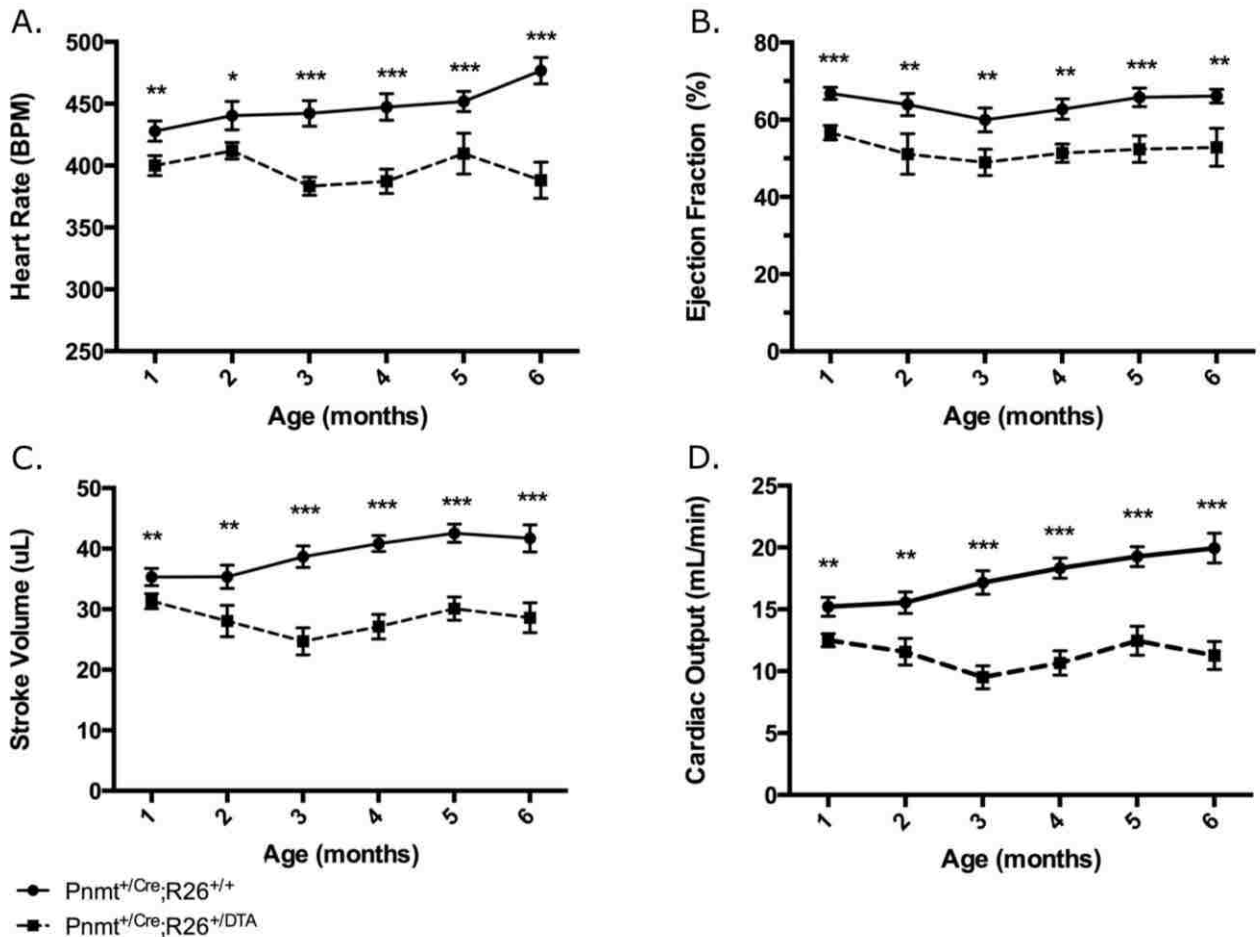 A.
Heart Rate (BPM)
500
450
400
350
300
250
** * *** *** *** ***
1 2 3 4 5 6
Age (months)
B.
Ejection Fraction (%)
80
60
40
20
0
*** ** ** ** *** **
1 2 3 4 5 6
Age (months)
C.
Stroke Volume (uL)
50
40
30
20
10
0
** ** *** *** *** ***
1 2 3 4 5 6
Age (months)
D.
Cardiac Output (mL/min)
25
20
15
10
5
0
** ** *** *** *** ***
1 2 3 4 5 6
Age (months)
Pnmt+/Cre;R26+/+
Pnmt+/Cre;R26+/DTA